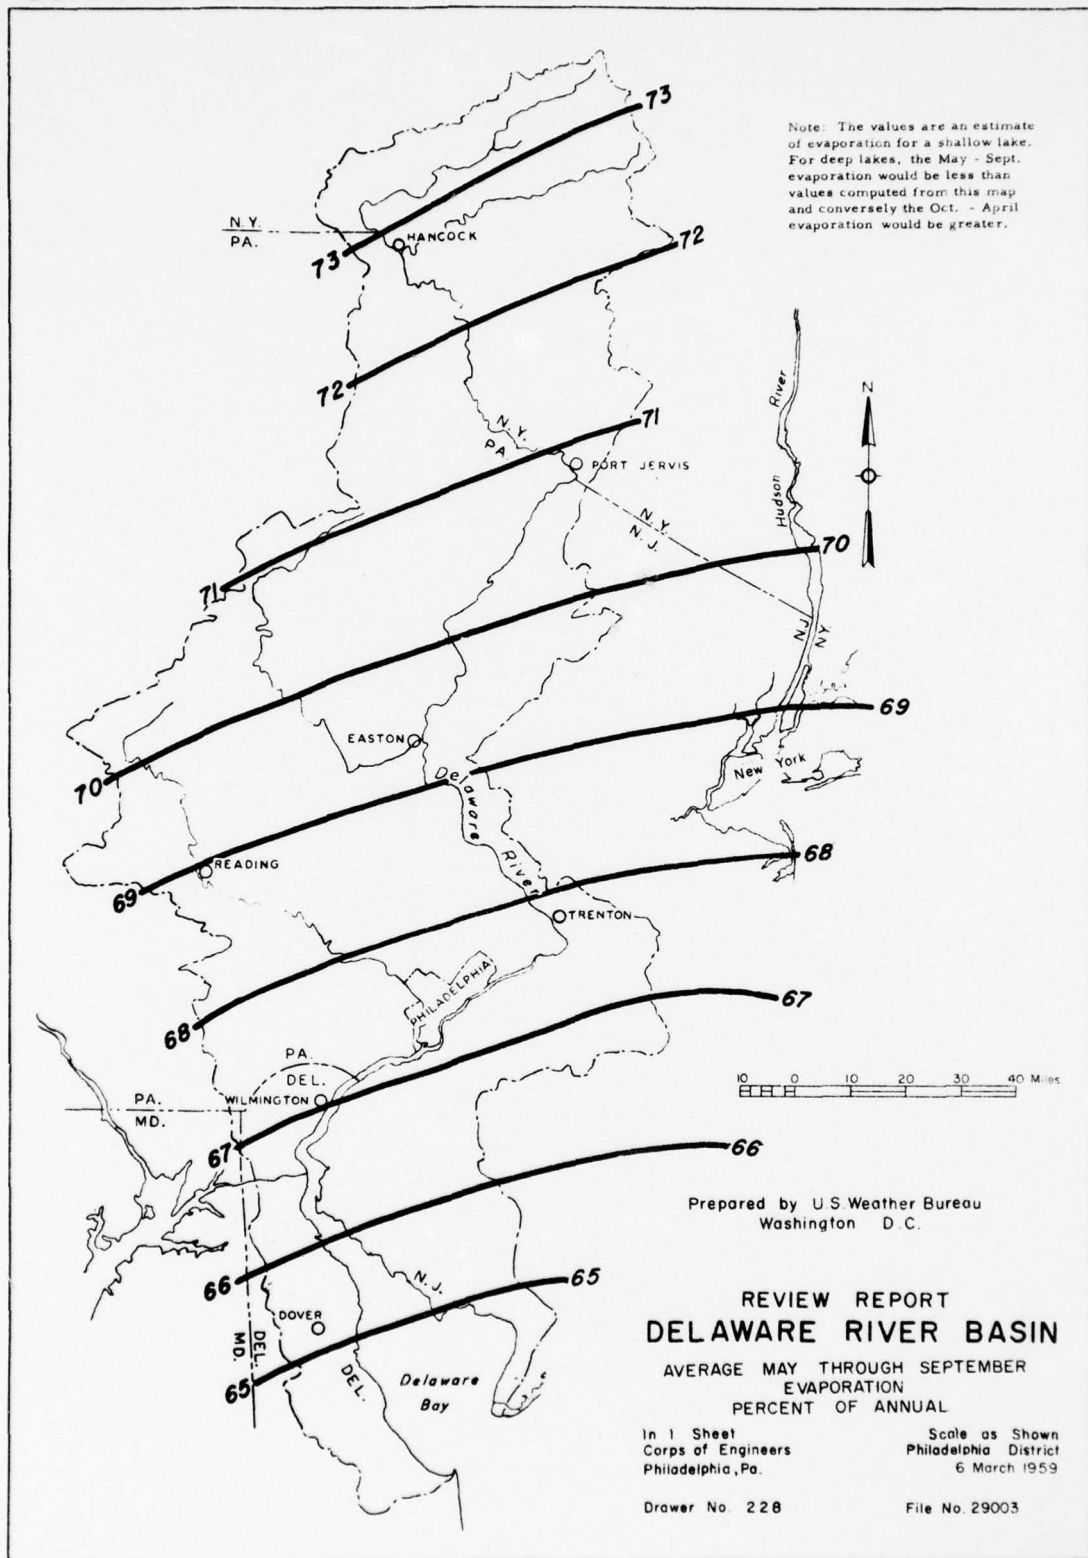 73
Note: The values are an estimate
of evaporation for a shallow lake.
For deep lakes, the May - Sept.
evaporation would be less than
values computed from this map
and conversely the Oct. - April
evaporation would be greater.
N.Y.
PA.
HANCOCK
73
72
72
River
N
N.Y.
PA.
71
PORT JERVIS
Hudson
N.Y.
N.J.
70
71
N.J.
N.Y.
69
EASTON
New York
70
Delaware
River
68
READING
69
TRENTON
PHILADELPHIA
67
68
PA.
DEL.
10 0 10 20 30 40 Miles
PA.
MD.
WILMINGTON
67
66
Prepared by U.S. Weather Bureau
Washington D.C.
66
N.J.
65
DOVER
MD.
DEL.
65
DEL.
Delaware
Bay
REVIEW REPORT
DELAWARE RIVER BASIN
AVERAGE MAY THROUGH SEPTEMBER
EVAPORATION
PERCENT OF ANNUAL
In 1 Sheet
Corps of Engineers
Philadelphia, Pa.
Scale as Shown
Philadelphia District
6 March 1959
Drawer No. 228
File No. 29003